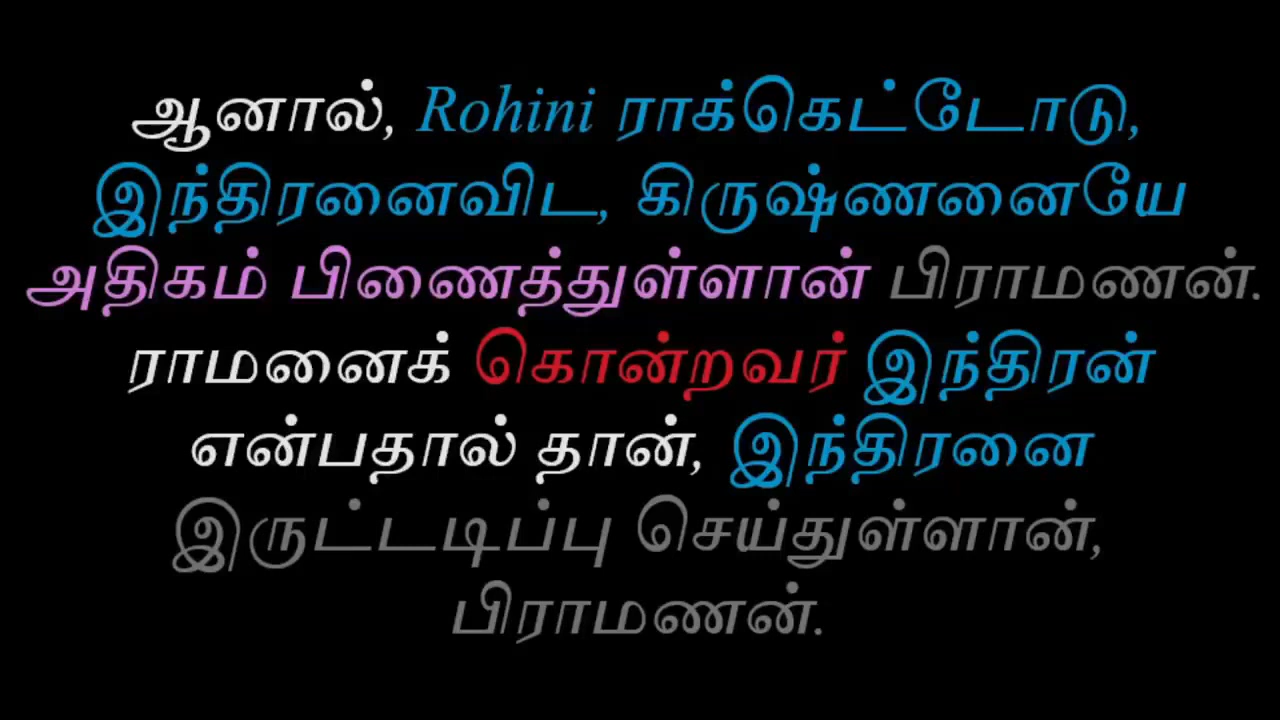 ஆனால், Rohini ராக்கெட்டோடு,
இந்திரனைவிட, கிருஷ்ணனையே
அதிகம் பிணைத்துள்ளான் பிராமணன்.
ராமனைக் கொன்றவர் இந்திரன்
என்பதால் தான், இந்திரனை
இருட்டடிப்பு செய்துள்ளான்,
பிராமணன்.